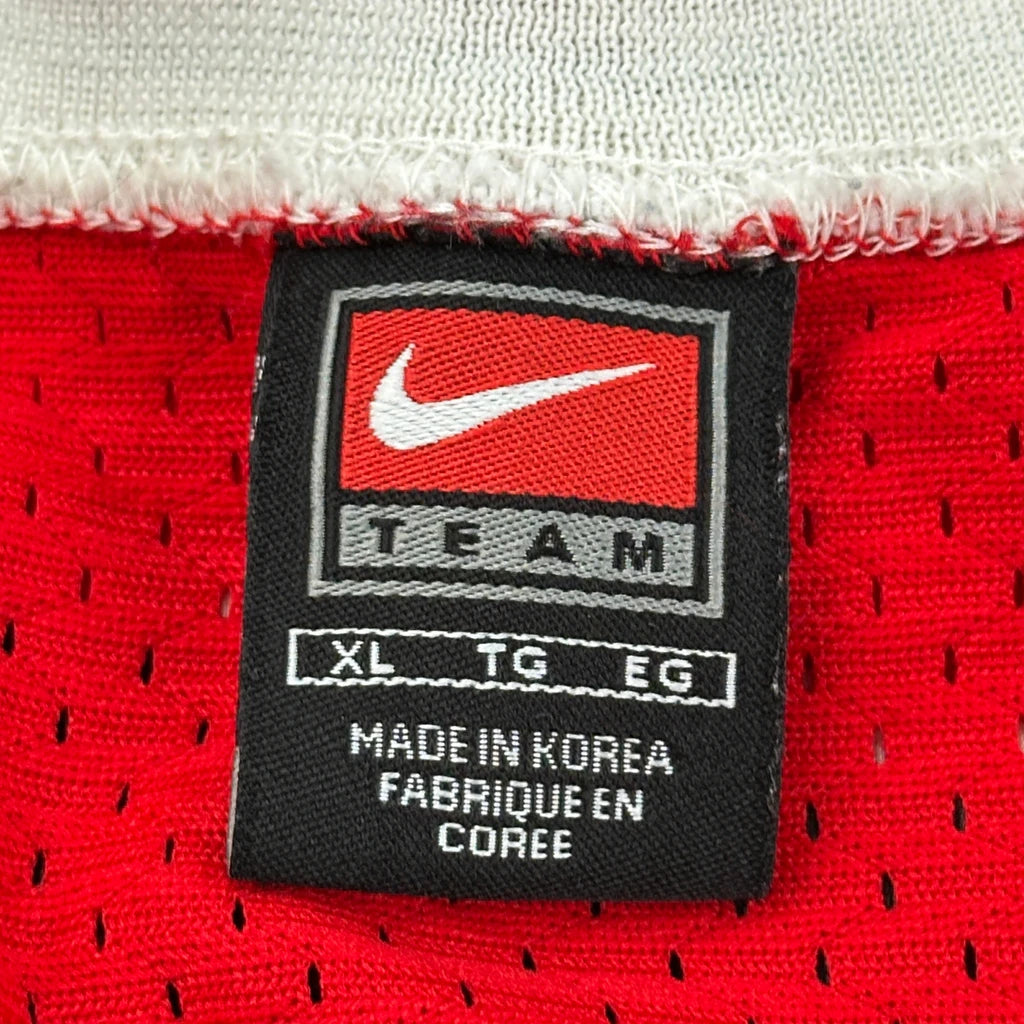 TEAM
XL TG EG
MADE IN KOREA
FABRIQUE EN
COREE